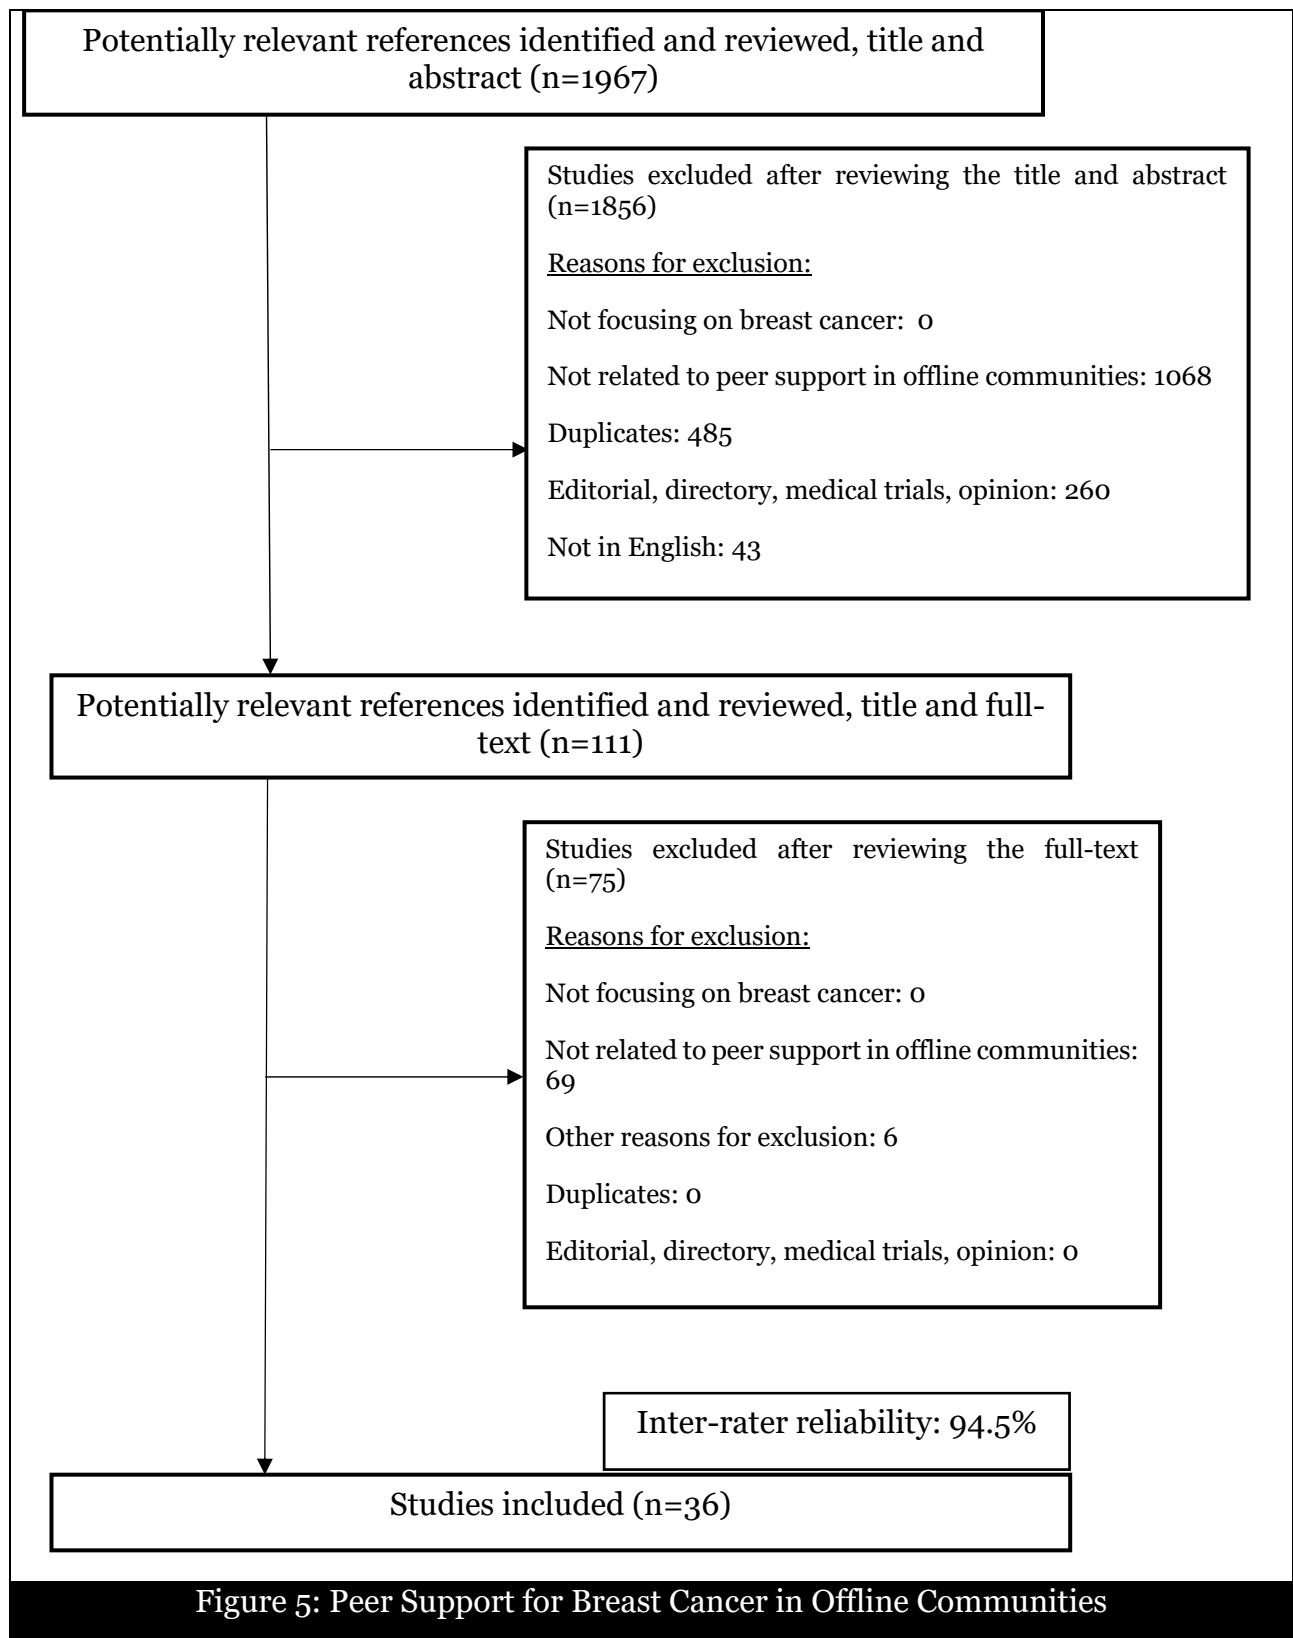 Potentially relevant references identified and reviewed, title and
abstract (n=1967)
Studies excluded after reviewing the title and abstract
(n=1856)
Reasons for exclusion:
Not focusing on breast cancer: 0
Not related to peer support in offline communities: 1068
Duplicates: 485
Editorial, directory, medical trials, opinion: 260
Not in English: 43
Potentially relevant references identified and reviewed, title and full-
text (n=111)
Studies excluded after reviewing the full-text
(n=75)
Reasons for exclusion:
Not focusing on breast cancer: 0
Not related to peer support in offline communities:
69
Other reasons for exclusion: 6
Duplicates: 0
Editorial, directory, medical trials, opinion: 0
Inter-rater reliability: 94.5%
Studies included (n=36)
Figure 5: Peer Support for Breast Cancer in Offline Communities